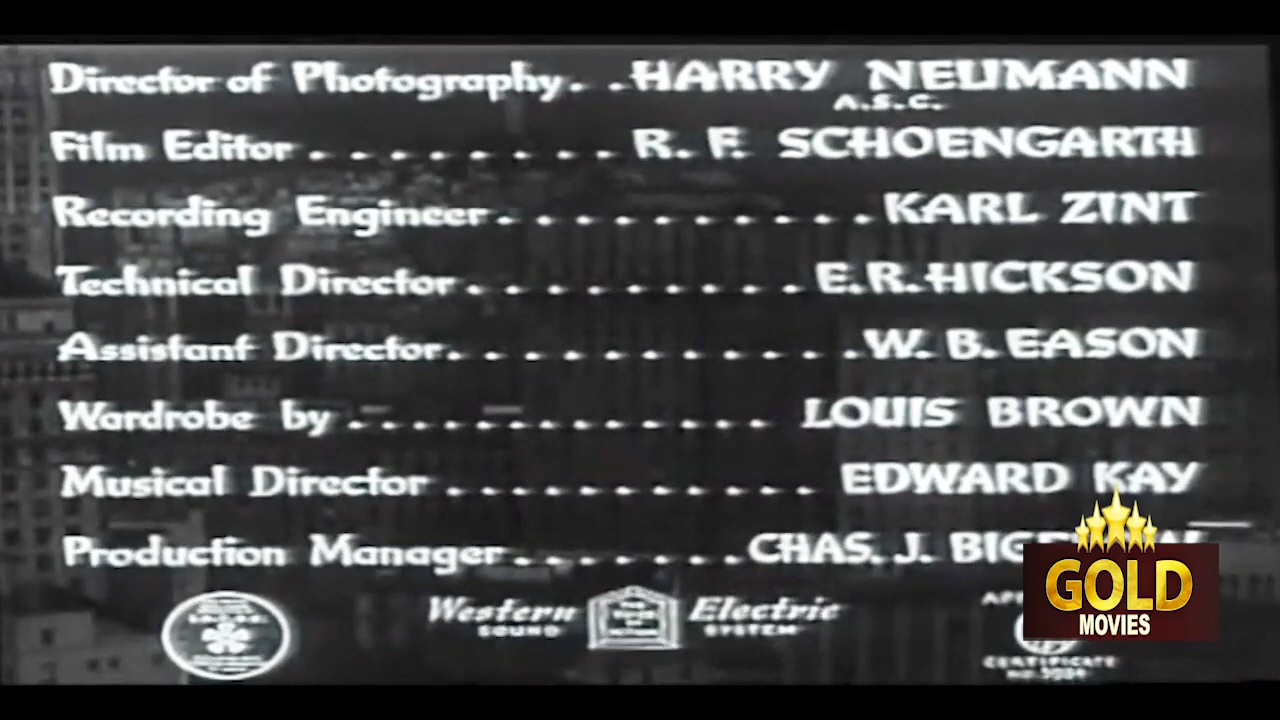 Director of Photography. . .HARRY NEUMANN
A.S.C.
Film Editor . . . . . . . . R. F. SCHOENGARTH
Recording Engineer. . . . . . . . . . KARL ZINT
Technical Director. . . . . . . . . . E.R.HICKSON
Assistant Director. . . . . . . . . . . . W. B. EASON
Wardrobe by . . . . . . . . . . . . LOUIS BROWN
Musical Director . . . . . . . . . . . EDWARD KAY
Production Manager. . . . . . . CHAS. J.
Western Electric
SOUND SYSTEM
CERTIFICATE
GOLD
MOVIES